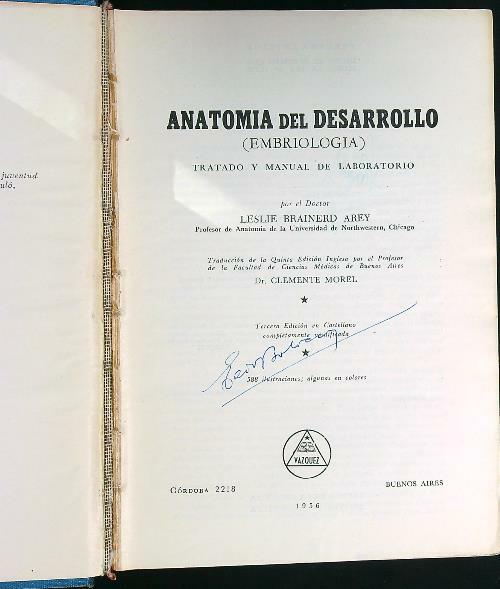 juventud
ANATOMIA DEL DESARROLLO
(EMBRIOLOGIA)
TRATADO Y MANUAL DE LABORATORIO
por el Doctor
LESLIE BRAINERD AREY
Profesor de Anatomía de la Universidad de Northwestern, Chicago
Traducción de la Quinta Edición Inglesa por el Profesor
de la Facultad de Ciencias Médicas de Buenos Aires
Dr. CLEMENTE MOREL
Tercera Edición en Castellano
completamente modificada
588 ilustraciones; algunas en colores
VAZQUEZ
CÓRDOBA 2218
BUENOS AIRES
1956